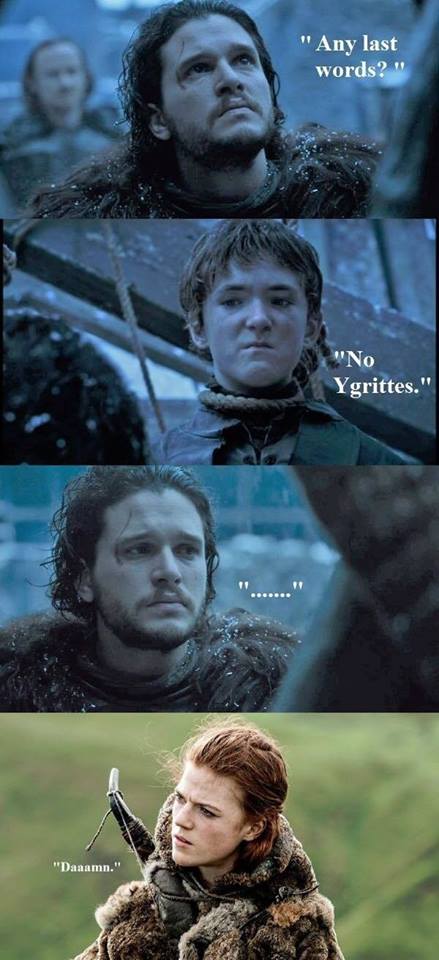 " Any last
words? "
"No
Ygrittes."
"......."
"Daaamn."